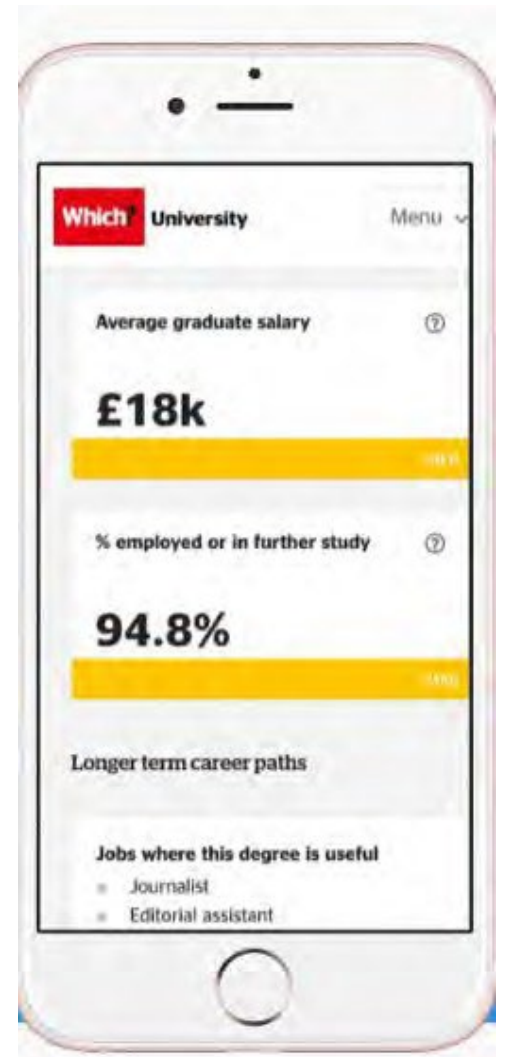 Which? University
Menu
Average graduate salary
£18k
% employed or in further study
94.8%
Longer term career paths
Jobs where this degree is useful
Journalist
Editorial assistant